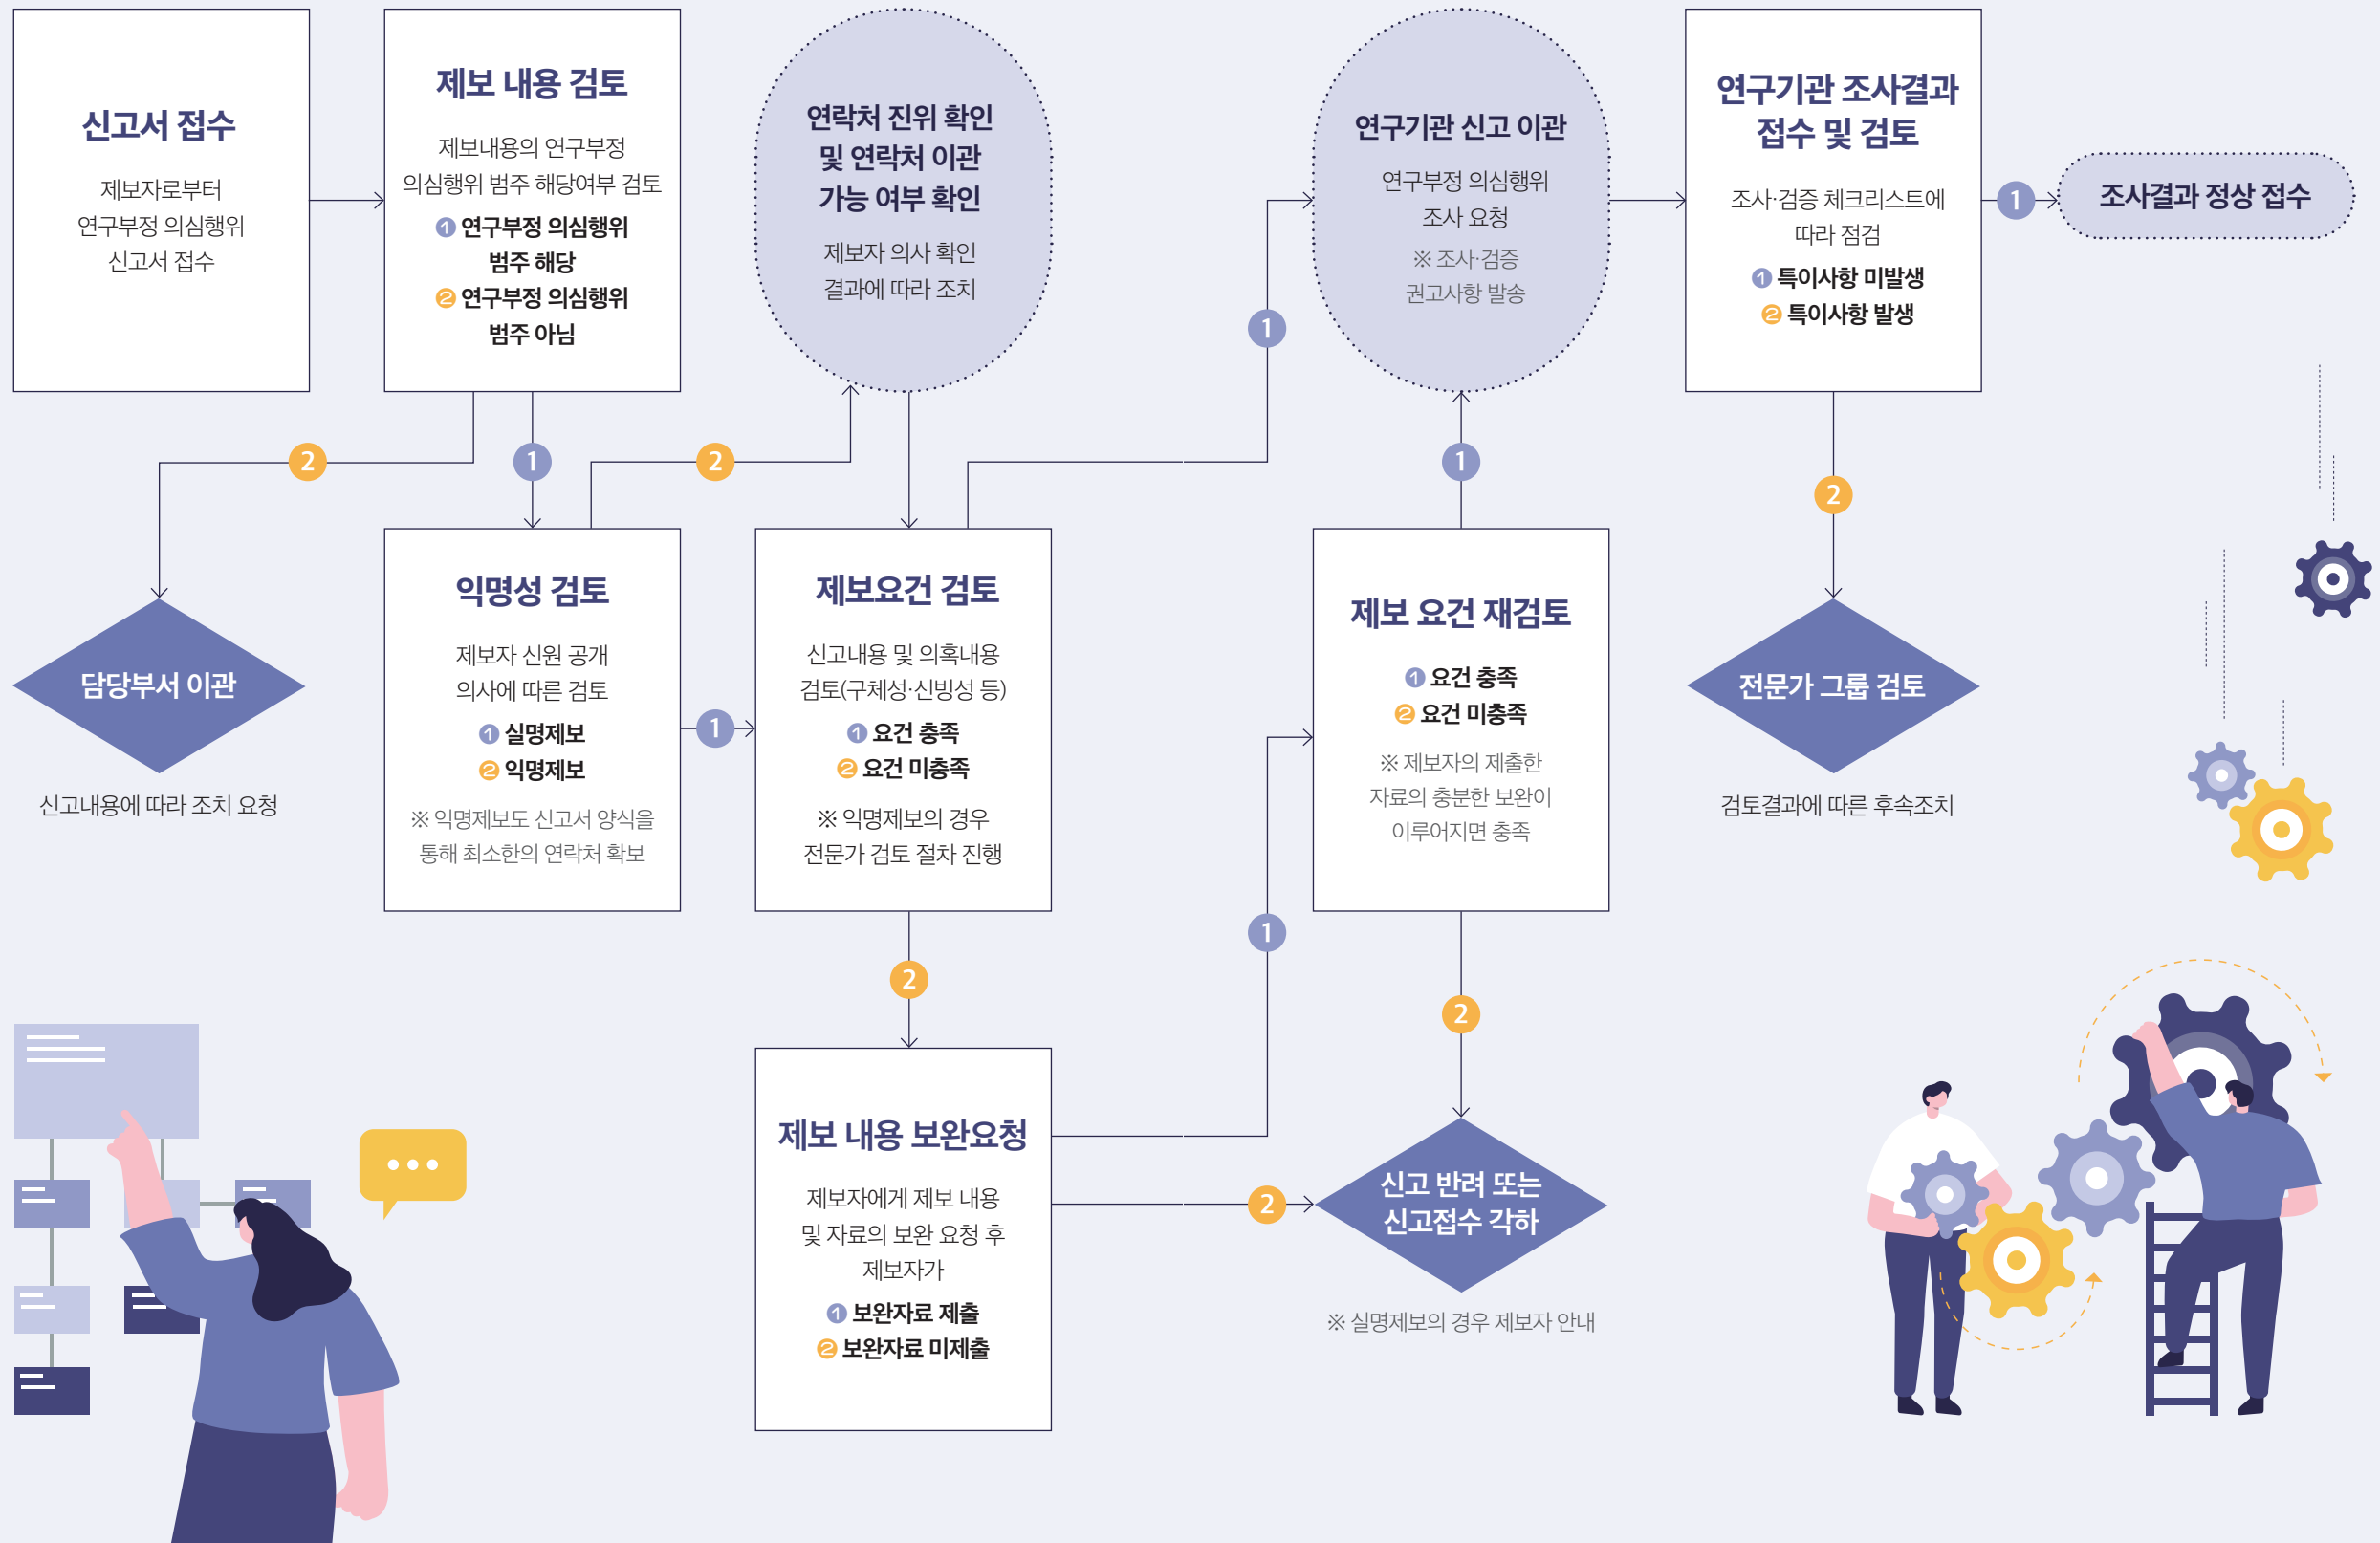 신고서 접수
제보자로부터
연구부정 의심행위
신고서 접수
제보 내용 검토
제보내용의 연구부정
의심행위 범주 해당여부 검토
❶ 연구부정 의심행위
범주 해당
❷ 연구부정 의심행위
범주 아님
연락처 진위 확인
및 연락처 이관
가능 여부 확인
제보자 의사 확인
결과에 따라 조치
연구기관 신고 이관
연구부정 의심행위
조사 요청
※ 조사·검증
권고사항 발송
연구기관 조사결과
접수 및 검토
조사·검증 체크리스트에
따라 점검
❶ 특이사항 미발생
❷ 특이사항 발생
1
조사결과 정상 접수
1
2
1
2
1
2
담당부서 이관
신고내용에 따라 조치 요청
익명성 검토
제보자 신원 공개
의사에 따른 검토
❶ 실명제보
❷ 익명제보
※ 익명제보도 신고서 양식을
통해 최소한의 연락처 확보
1
제보요건 검토
신고내용 및 의혹내용
검토(구체성·신빙성 등)
❶ 요건 충족
❷ 요건 미충족
※ 익명제보의 경우
전문가 검토 절차 진행
제보 요건 재검토
❶ 요건 충족
❷ 요건 미충족
※ 제보자의 제출한
자료의 충분한 보완이
이루어지면 충족
전문가 그룹 검토
검토결과에 따른 후속조치
1
2
2
제보 내용 보완요청
제보자에게 제보 내용
및 자료의 보완 요청 후
제보자가
❶ 보완자료 제출
❷ 보완자료 미제출
2
신고 반려 또는
신고접수 각하
※ 실명제보의 경우 제보자 안내